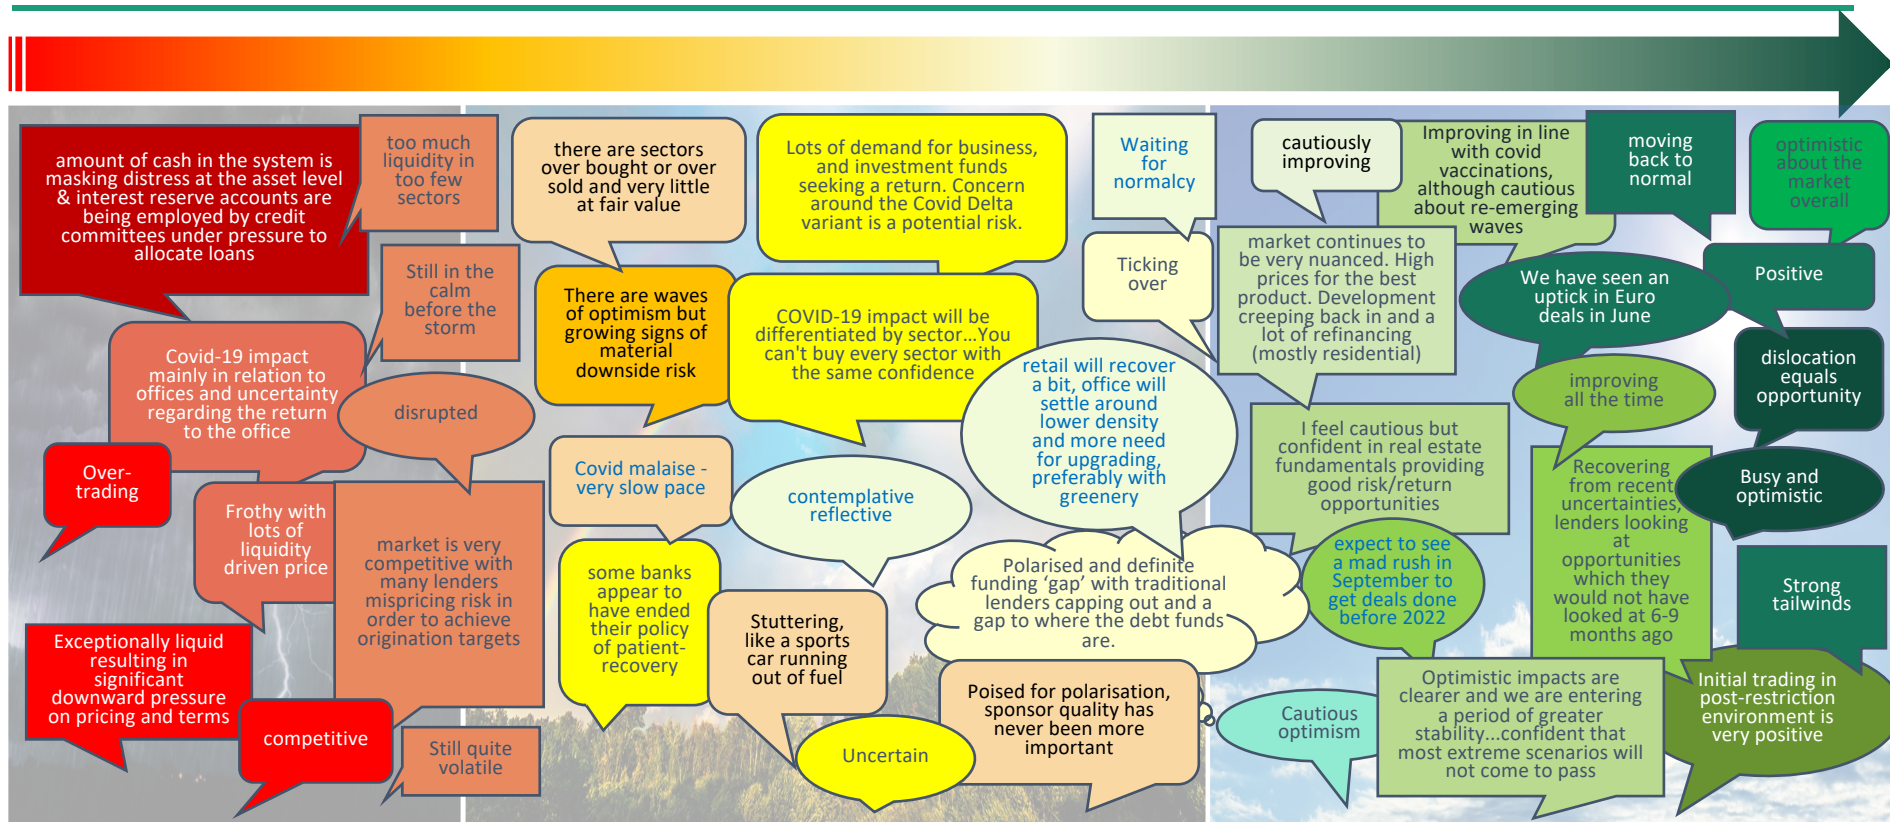 amount of cash in the system is
masking distress at the asset level
& interest reserve accounts are
being employed by credit
committees under pressure to
allocate loans
too much
liquidity in
too few
sectors
Still in the
calm
before the
storm
Covid-19 impact
mainly in relation to
offices and uncertainty
regarding the return
to the office
disrupted
Over-
trading
Frothy with
lots of
liquidity
driven price
market is very
competitive with
many lenders
mispricing risk in
order to achieve
origination targets
Exceptionally liquid
resulting in
significant
downward pressure
on pricing and terms
competitive
Still quite
volatile
there are sectors
over bought or over
sold and very little
at fair value
Lots of demand for business,
and investment funds
seeking a return. Concern
around the Covid Delta
variant is a potential risk.
There are waves
of optimism but
growing signs of
material
downside risk
COVID-19 impact will be
differentiated by sector...You
can't buy every sector with
the same confidence
Waiting
for
normalcy
Ticking
over
retail will recover
a bit, office will
settle around
lower density
and more need
for upgrading,
preferably with
greenery
Covid malaise -
very slow pace
contemplative
reflective
some banks
appear to
have ended
their policy
of patient-
recovery
Stuttering,
like a sports
car running
out of fuel
Polarised and definite
funding ‘gap’ with traditional
lenders capping out and a
gap to where the debt funds
are.
Poised for polarisation,
sponsor quality has
never been more
important
Uncertain
cautiously
improving
Improving in line
with covid
vaccinations,
although cautious
about re-emerging
waves
moving
back to
normal
optimistic
about the
market
overall
market continues to
be very nuanced. High
prices for the best
product. Development
creeping back in and a
lot of refinancing
(mostly residential)
We have seen an
uptick in Euro
deals in June
Positive
improving
all the time
dislocation
equals
opportunity
I feel cautious but
confident in real estate
fundamentals providing
good risk/return
opportunities
Recovering
from recent
uncertainties,
lenders looking
at
opportunities
which they
would not have
looked at 6-9
months ago
Busy and
optimistic
expect to see
a mad rush in
September to
get deals done
before 2022
Strong
tailwinds
Cautious
optimism
Optimistic impacts are
clearer and we are entering
a period of greater
stability...confident that
most extreme scenarios will
not come to pass
Initial trading in
post-restriction
environment is
very positive